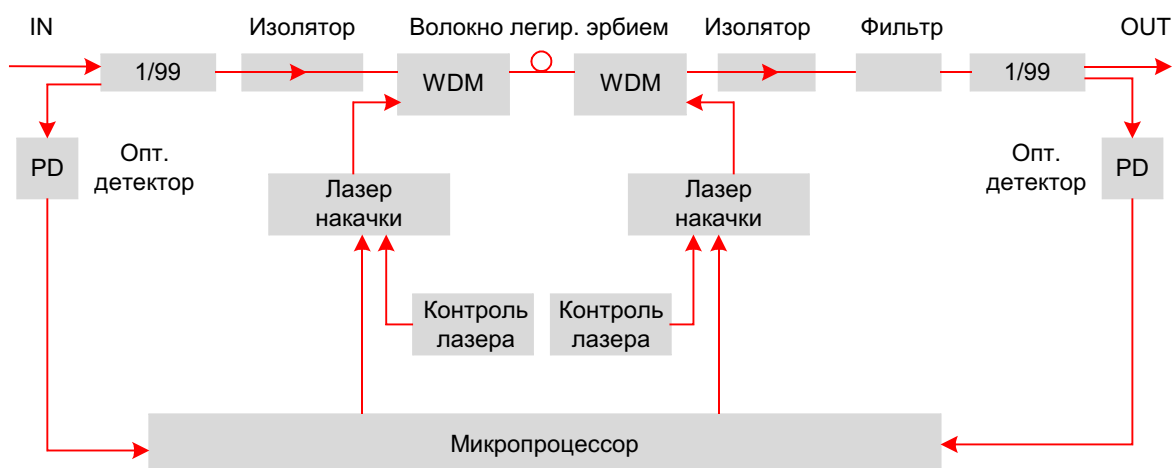 IN
Изолятор
Волокно легир. эрбием
Изолятор
Фильтр
OUT
1/99
WDM
WDM
1/99
PD
Опт.
детектор
Лазер
накачки
Лазер
накачки
Опт.
детектор
PD
Контроль
лазера
Контроль
лазера
Микропроцессор